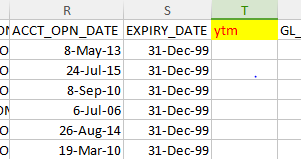 R S T
ACCT_OPN_DATE EXPIRY_DATE ytm GL_
8-May-13 31-Dec-99
24-Jul-15 31-Dec-99
8-Sep-10 31-Dec-99
6-Jul-06 31-Dec-99
26-Aug-14 31-Dec-99
19-Mar-10 31-Dec-99